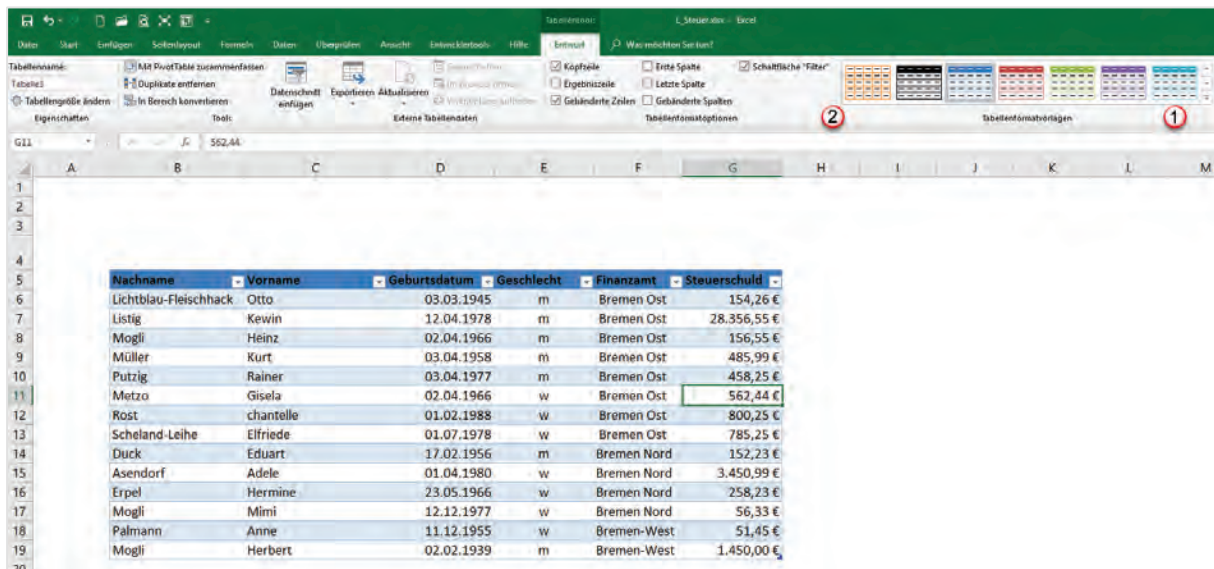 Tabellentools L_Steuer.xlsx - Excel
Datei Start Einfügen Seitenlayout Formeln Daten Überprüfen Ansicht Entwicklertools Hilfe Entwurf Was möchten Sie tun?
Tabellenname: Mit PivotTable zusammenfassen Kopfzeile Erste Spalte Schaltfläche "Filter"
Duplikate entfernen Ergebniszeile Letzte Spalte
Tabellengröße ändern In Bereich konvertieren Datenschnitt einfügen Exportieren Aktualisieren Gebänderte Zeilen Gebänderte Spalten
Eigenschaften Tools Externe Tabellendaten Tabellenformatoptionen 2 Tabellenformatvorlagen 1
G11 fx 562,44
A B C D E F G H I J K L M
1
2
3
4
5 Nachname Vorname Geburtsdatum Geschlecht Finanzamt Steuerschuld
6 Lichtblau-Fleischhack Otto 03.03.1945 m Bremen Ost 154,26 €
7 Listig Kewin 12.04.1978 m Bremen Ost 28.356,55 €
8 Mogli Heinz 02.04.1966 m Bremen Ost 156,55 €
9 Müller Kurt 03.04.1958 m Bremen Ost 485,99 €
10 Putzig Rainer 03.04.1977 m Bremen Ost 458,25 €
11 Metzo Gisela 02.04.1966 w Bremen Ost 562,44 €
12 Rost chantelle 01.02.1988 w Bremen Ost 800,25 €
13 Scheland-Leihe Elfriede 01.07.1978 w Bremen Ost 785,25 €
14 Duck Eduart 17.02.1956 m Bremen Nord 152,23 €
15 Asendorf Adele 01.04.1980 w Bremen Nord 3.450,99 €
16 Erpel Hermine 23.05.1966 w Bremen Nord 258,23 €
17 Mogli Mimi 12.12.1977 w Bremen Nord 56,33 €
18 Palmann Anne 11.12.1955 w Bremen-West 51,45 €
19 Mogli Herbert 02.02.1939 m Bremen-West 1.450,00 €
20